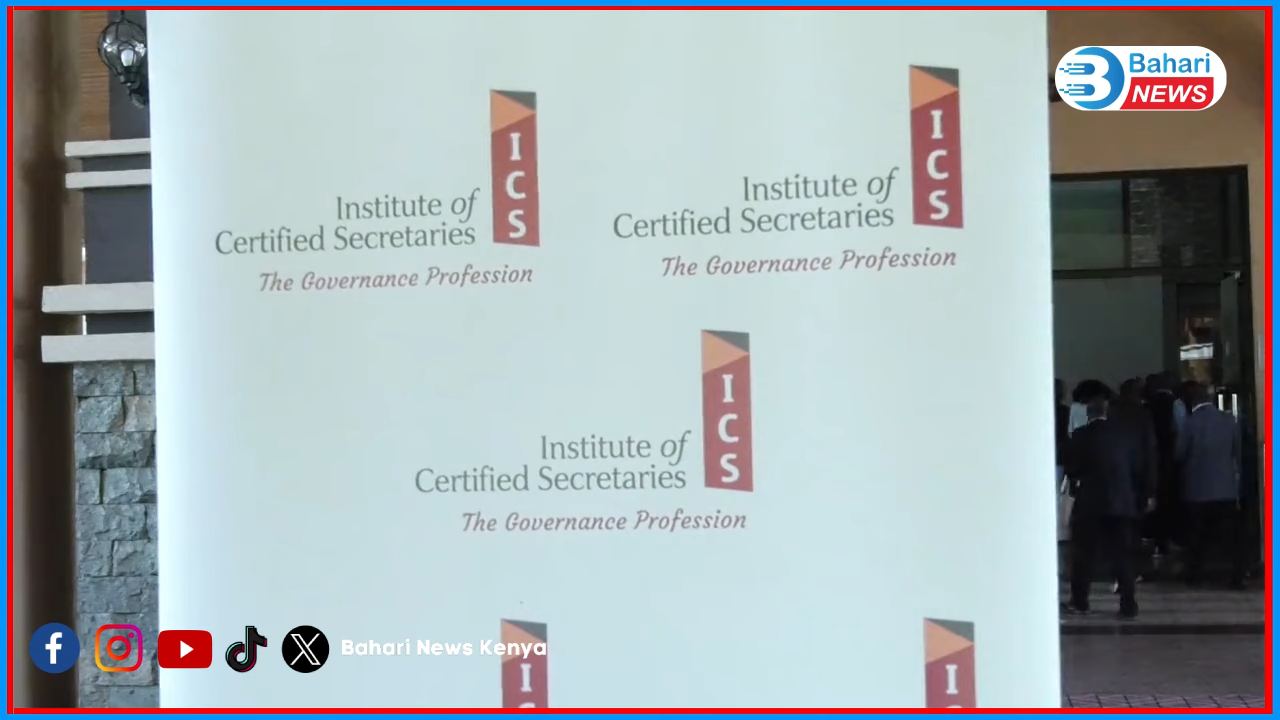 Bahari
NEWS
Institute of
Certified Secretaries
The Governance Profession
ICS
Institute of
Certified Secretaries
The Governance Profession
ICS
Institute of
Certified Secretaries
The Governance Profession
ICS
I
I
Bahari News Kenya